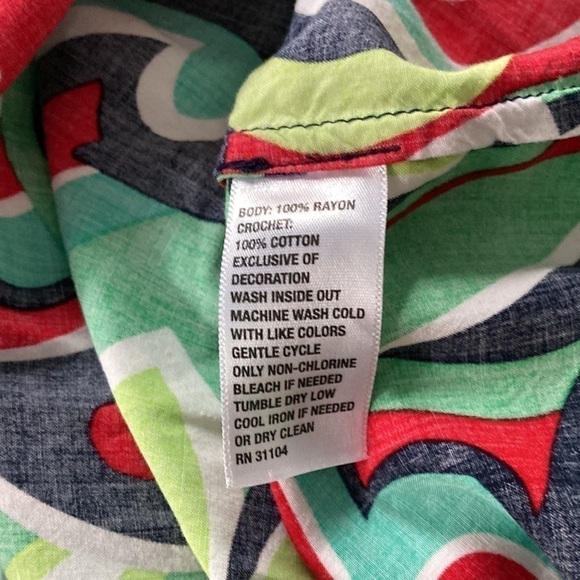 BODY: 100% RAYON
CROCHET:
100% COTTON
EXCLUSIVE OF
DECORATION
WASH INSIDE OUT
MACHINE WASH COLD
WITH LIKE COLORS
GENTLE CYCLE
ONLY NON-CHLORINE
BLEACH IF NEEDED
TUMBLE DRY LOW
COOL IRON IF NEEDED
OR DRY CLEAN
RN 31104